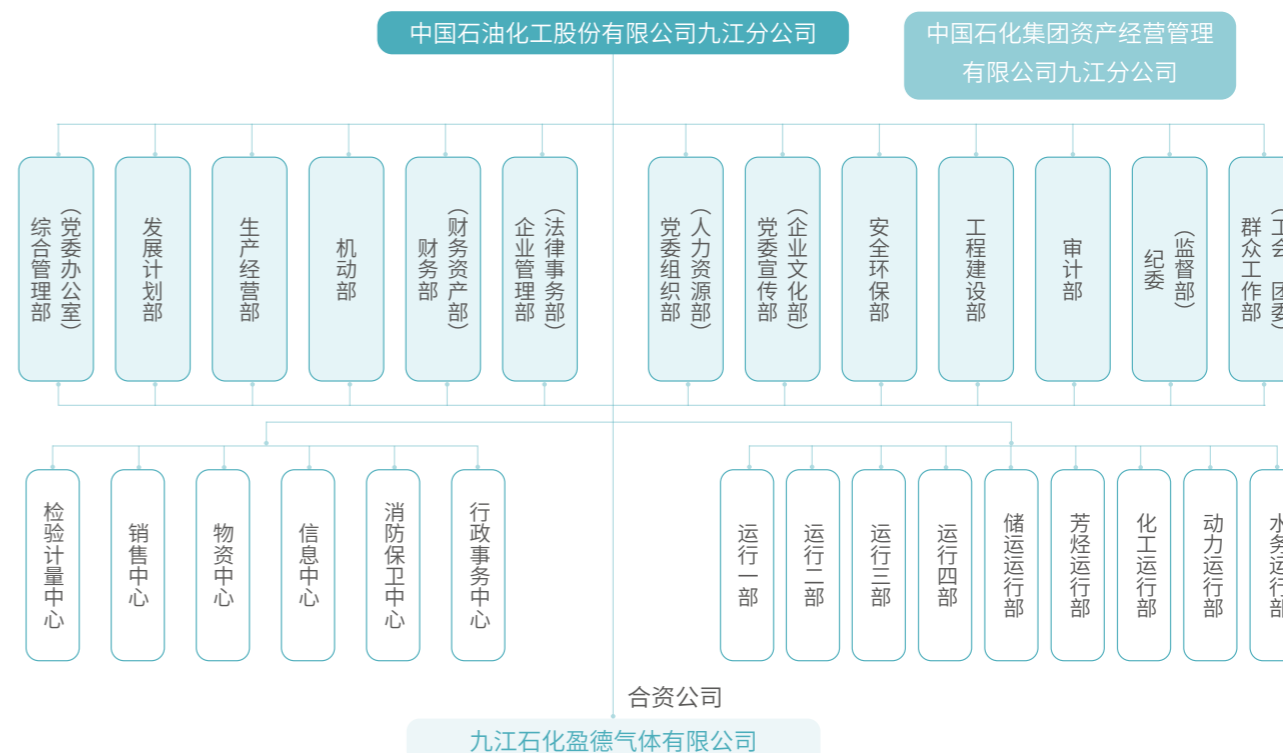 中国石油化工股份有限公司九江分公司
中国石化集团资产经营管理
有限公司九江分公司
综合管理部
（党委办公室）
发展计划部
生产经营部
机动部
财务部
（财务资产部）
企业管理部
（法律事务部）
党委组织部
（人力资源部）
党委宣传部
（企业文化部）
安全环保部
工程建设部
审计部
纪委
（监督部）
群众工作部
（工会 团委）
检验计量中心
销售中心
物资中心
信息中心
消防保卫中心
行政事务中心
运行一部
运行二部
运行三部
运行四部
储运运行部
芳烃运行部
化工运行部
动力运行部
水务运行部
合资公司
九江石化盈德气体有限公司